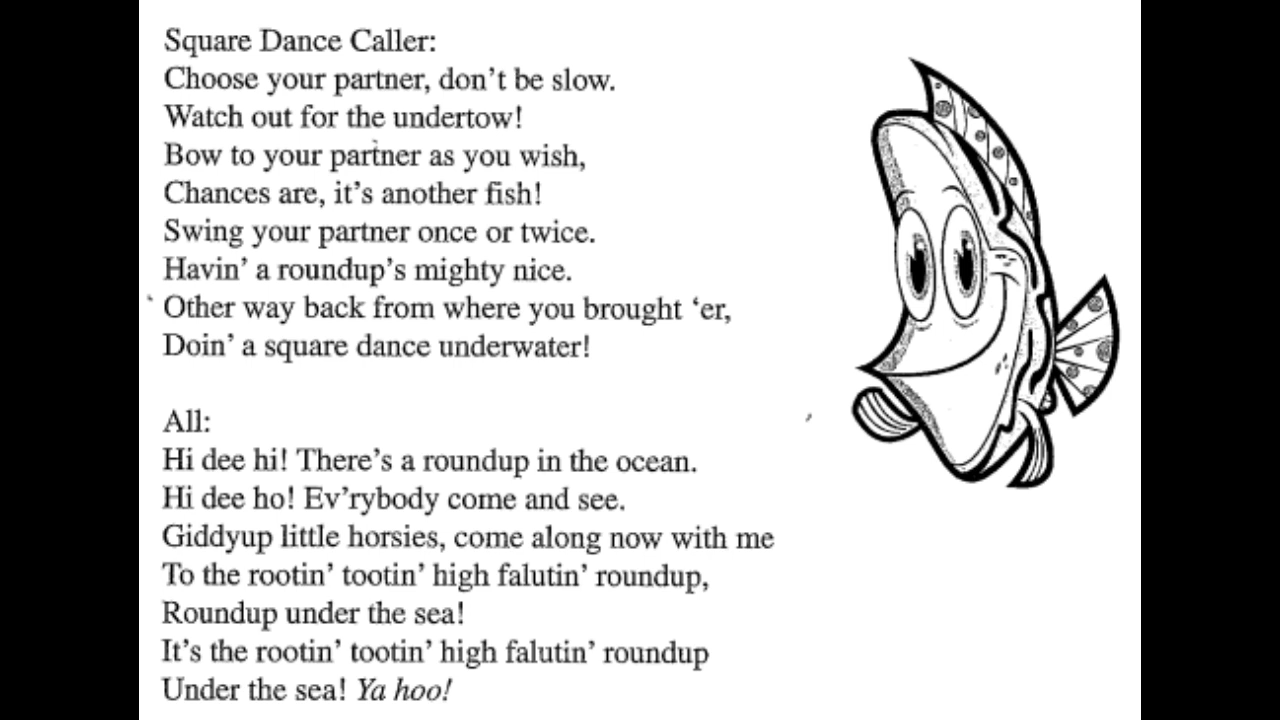 Square Dance Caller:
Choose your partner, don't be slow.
Watch out for the undertow!
Bow to your partner as you wish,
Chances are, it's another fish!
Swing your partner once or twice.
Havin' a roundup's mighty nice.
Other way back from where you brought ‘er,
Doin' a square dance underwater!
All:
Hi dee hi! There's a roundup in the ocean.
Hi dee ho! Ev'rybody come and see.
Giddyup little horsies, come along now with me
To the rootin' tootin' high falutin' roundup,
Roundup under the sea!
It's the rootin' tootin' high falutin' roundup
Under the sea! Ya hoo!